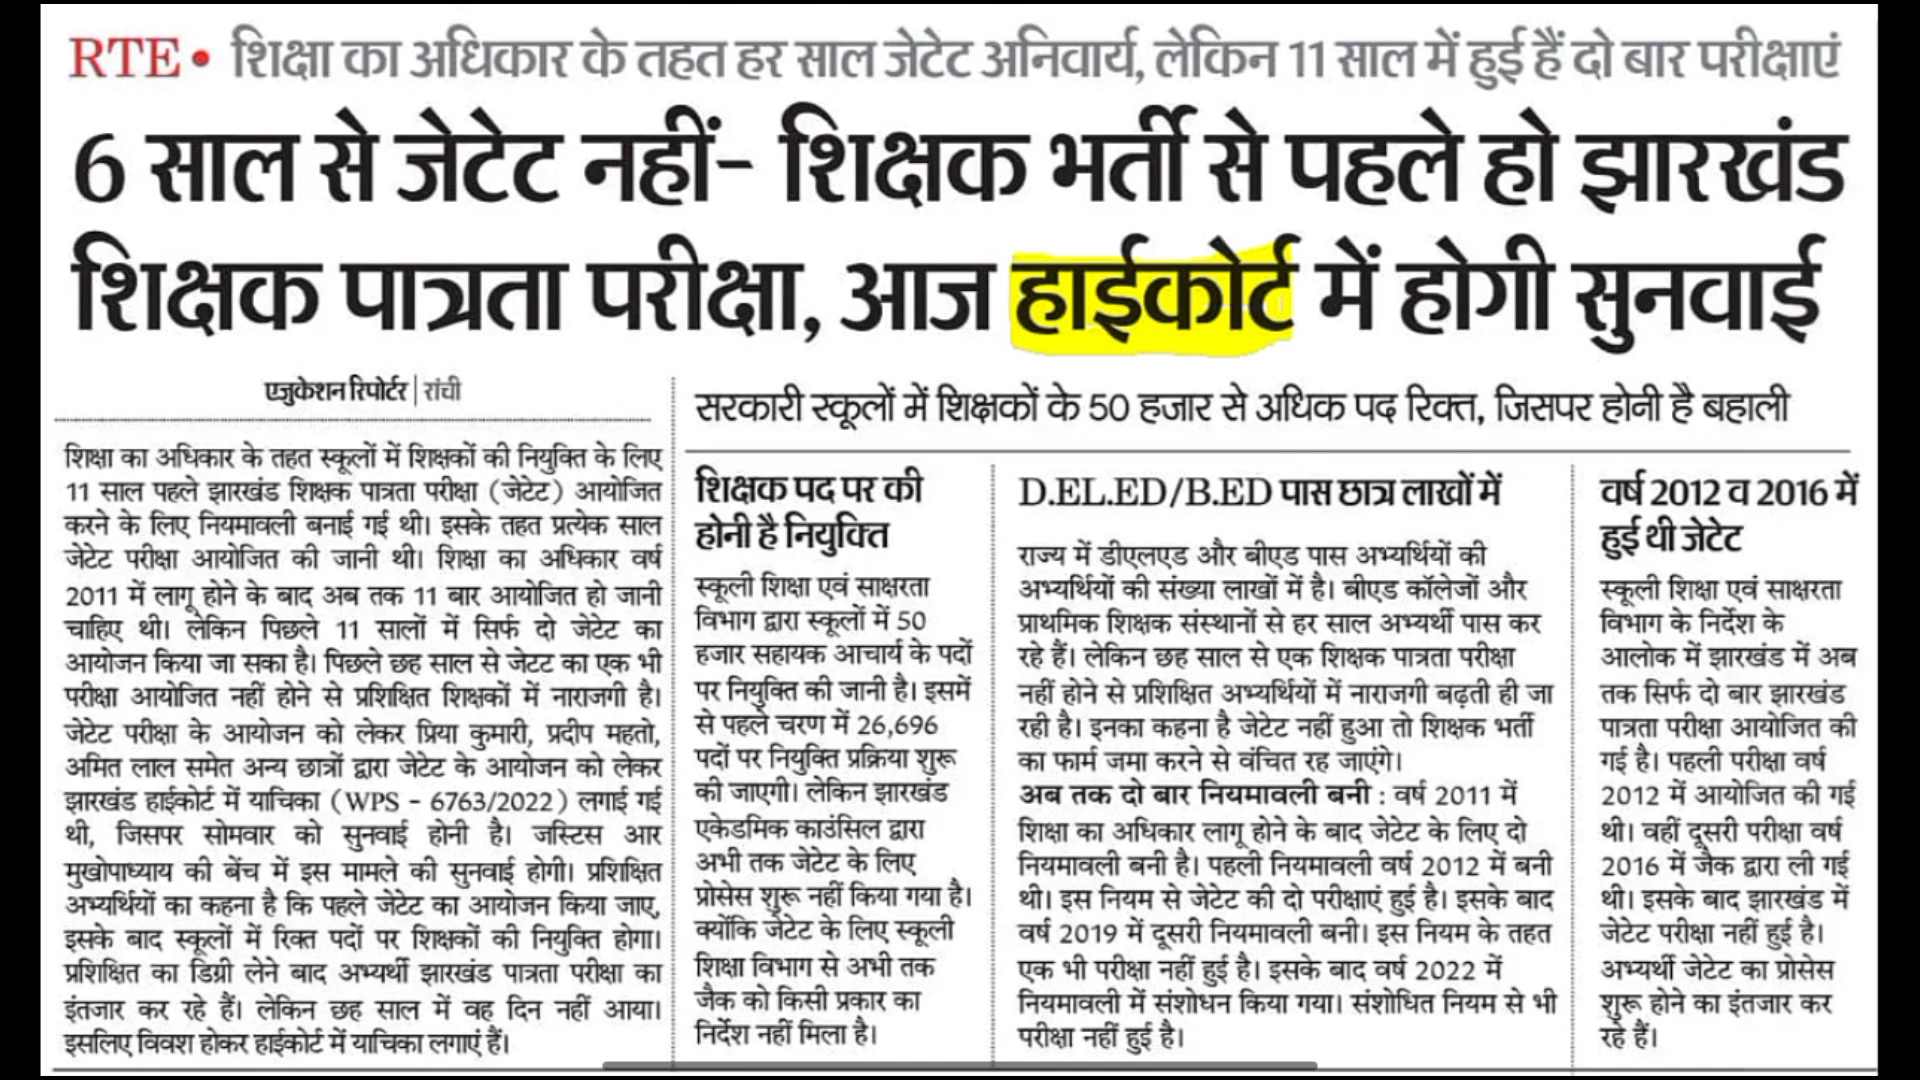 RTE • शिक्षा का अधिकार के तहत हर साल जेटेट अनिवार्य, लेकिन 11 साल में हुई हैं दो बार परीक्षाएं
6 साल से जेटेट नहीं- शिक्षक भर्ती से पहले हो झारखंड
शिक्षक पात्रता परीक्षा, आज हाईकोर्ट में होगी सुनवाई
एजुकेशन रिपोर्टर | रांची
शिक्षा का अधिकार के तहत स्कूलों में शिक्षकों की नियुक्ति के लिए
11 साल पहले झारखंड शिक्षक पात्रता परीक्षा (जेटेट) आयोजित
करने के लिए नियमावली बनाई गई थी। इसके तहत प्रत्येक साल
जेटेट परीक्षा आयोजित की जानी थी। शिक्षा का अधिकार वर्ष
2011 में लागू होने के बाद अब तक 11 बार आयोजित हो जानी
चाहिए थी। लेकिन पिछले 11 सालों में सिर्फ दो जेटेट का
आयोजन किया जा सका है। पिछले छह साल से जेटट का एक भी
परीक्षा आयोजित नहीं होने से प्रशिक्षित शिक्षकों में नाराजगी है।
जेटेट परीक्षा के आयोजन को लेकर प्रिया कुमारी, प्रदीप महतो,
अमित लाल समेत अन्य छात्रों द्वारा जेटेट के आयोजन को लेकर
झारखंड हाईकोर्ट में याचिका (WPS - 6763/2022) लगाई गई
थी, जिसपर सोमवार को सुनवाई होनी है। जस्टिस आर
मुखोपाध्याय की बेंच में इस मामले की सुनवाई होगी। प्रशिक्षित
अभ्यर्थियों का कहना है कि पहले जेटेट का आयोजन किया जाए,
इसके बाद स्कूलों में रिक्त पदों पर शिक्षकों की नियुक्ति होगा।
प्रशिक्षित का डिग्री लेने बाद अभ्यर्थी झारखंड पात्रता परीक्षा का
इंतजार कर रहे हैं। लेकिन छह साल में वह दिन नहीं आया।
इसलिए विवश होकर हाईकोर्ट में याचिका लगाएं हैं।
सरकारी स्कूलों में शिक्षकों के 50 हजार से अधिक पद रिक्त, जिसपर होनी है बहाली
शिक्षक पद पर की
होनी है नियुक्ति
स्कूली शिक्षा एवं साक्षरता
विभाग द्वारा स्कूलों में 50
हजार सहायक आचार्य के पदों
पर नियुक्ति की जानी है। इसमें
से पहले चरण में 26,696
पदों पर नियुक्ति प्रक्रिया शुरू
की जाएगी। लेकिन झारखंड
एकेडमिक काउंसिल द्वारा
अभी तक जेटेट के लिए
प्रोसेस शुरू नहीं किया गया है।
क्योंकि जेटेट के लिए स्कूली
शिक्षा विभाग से अभी तक
जैक को किसी प्रकार का
निर्देश नहीं मिला है।
D.EL.ED/B.ED पास छात्र लाखों में
राज्य में डीएलएड और बीएड पास अभ्यर्थियों की
अभ्यर्थियों की संख्या लाखों में है। बीएड कॉलेजों और
प्राथमिक शिक्षक संस्थानों से हर साल अभ्यर्थी पास कर
रहे हैं। लेकिन छह साल से एक शिक्षक पात्रता परीक्षा
नहीं होने से प्रशिक्षित अभ्यर्थियों में नाराजगी बढ़ती ही जा
रही है। इनका कहना है जेटेट नहीं हुआ तो शिक्षक भर्ती
का फार्म जमा करने से वंचित रह जाएंगे।
अब तक दो बार नियमावली बनी : वर्ष 2011 में
शिक्षा का अधिकार लागू होने के बाद जेटेट के लिए दो
नियमावली बनी है। पहली नियमावली वर्ष 2012 में बनी
थी। इस नियम से जेटेट की दो परीक्षाएं हुई है। इसके बाद
वर्ष 2019 में दूसरी नियमावली बनी। इस नियम के तहत
एक भी परीक्षा नहीं हुई है। इसके बाद वर्ष 2022 में
नियमावली में संशोधन किया गया। संशोधित नियम से भी
परीक्षा नहीं हुई है।
वर्ष 2012 व 2016 में
हुई थी जेटेट
स्कूली शिक्षा एवं साक्षरता
विभाग के निर्देश के
आलोक में झारखंड में अब
तक सिर्फ दो बार झारखंड
पात्रता परीक्षा आयोजित की
गई है। पहली परीक्षा वर्ष
2012 में आयोजित की गई
थी। वहीं दूसरी परीक्षा वर्ष
2016 में जैक द्वारा ली गई
थी। इसके बाद झारखंड में
जेटेट परीक्षा नहीं हुई है।
अभ्यर्थी जेटेट का प्रोसेस
शुरू होने का इंतजार कर
रहे हैं।